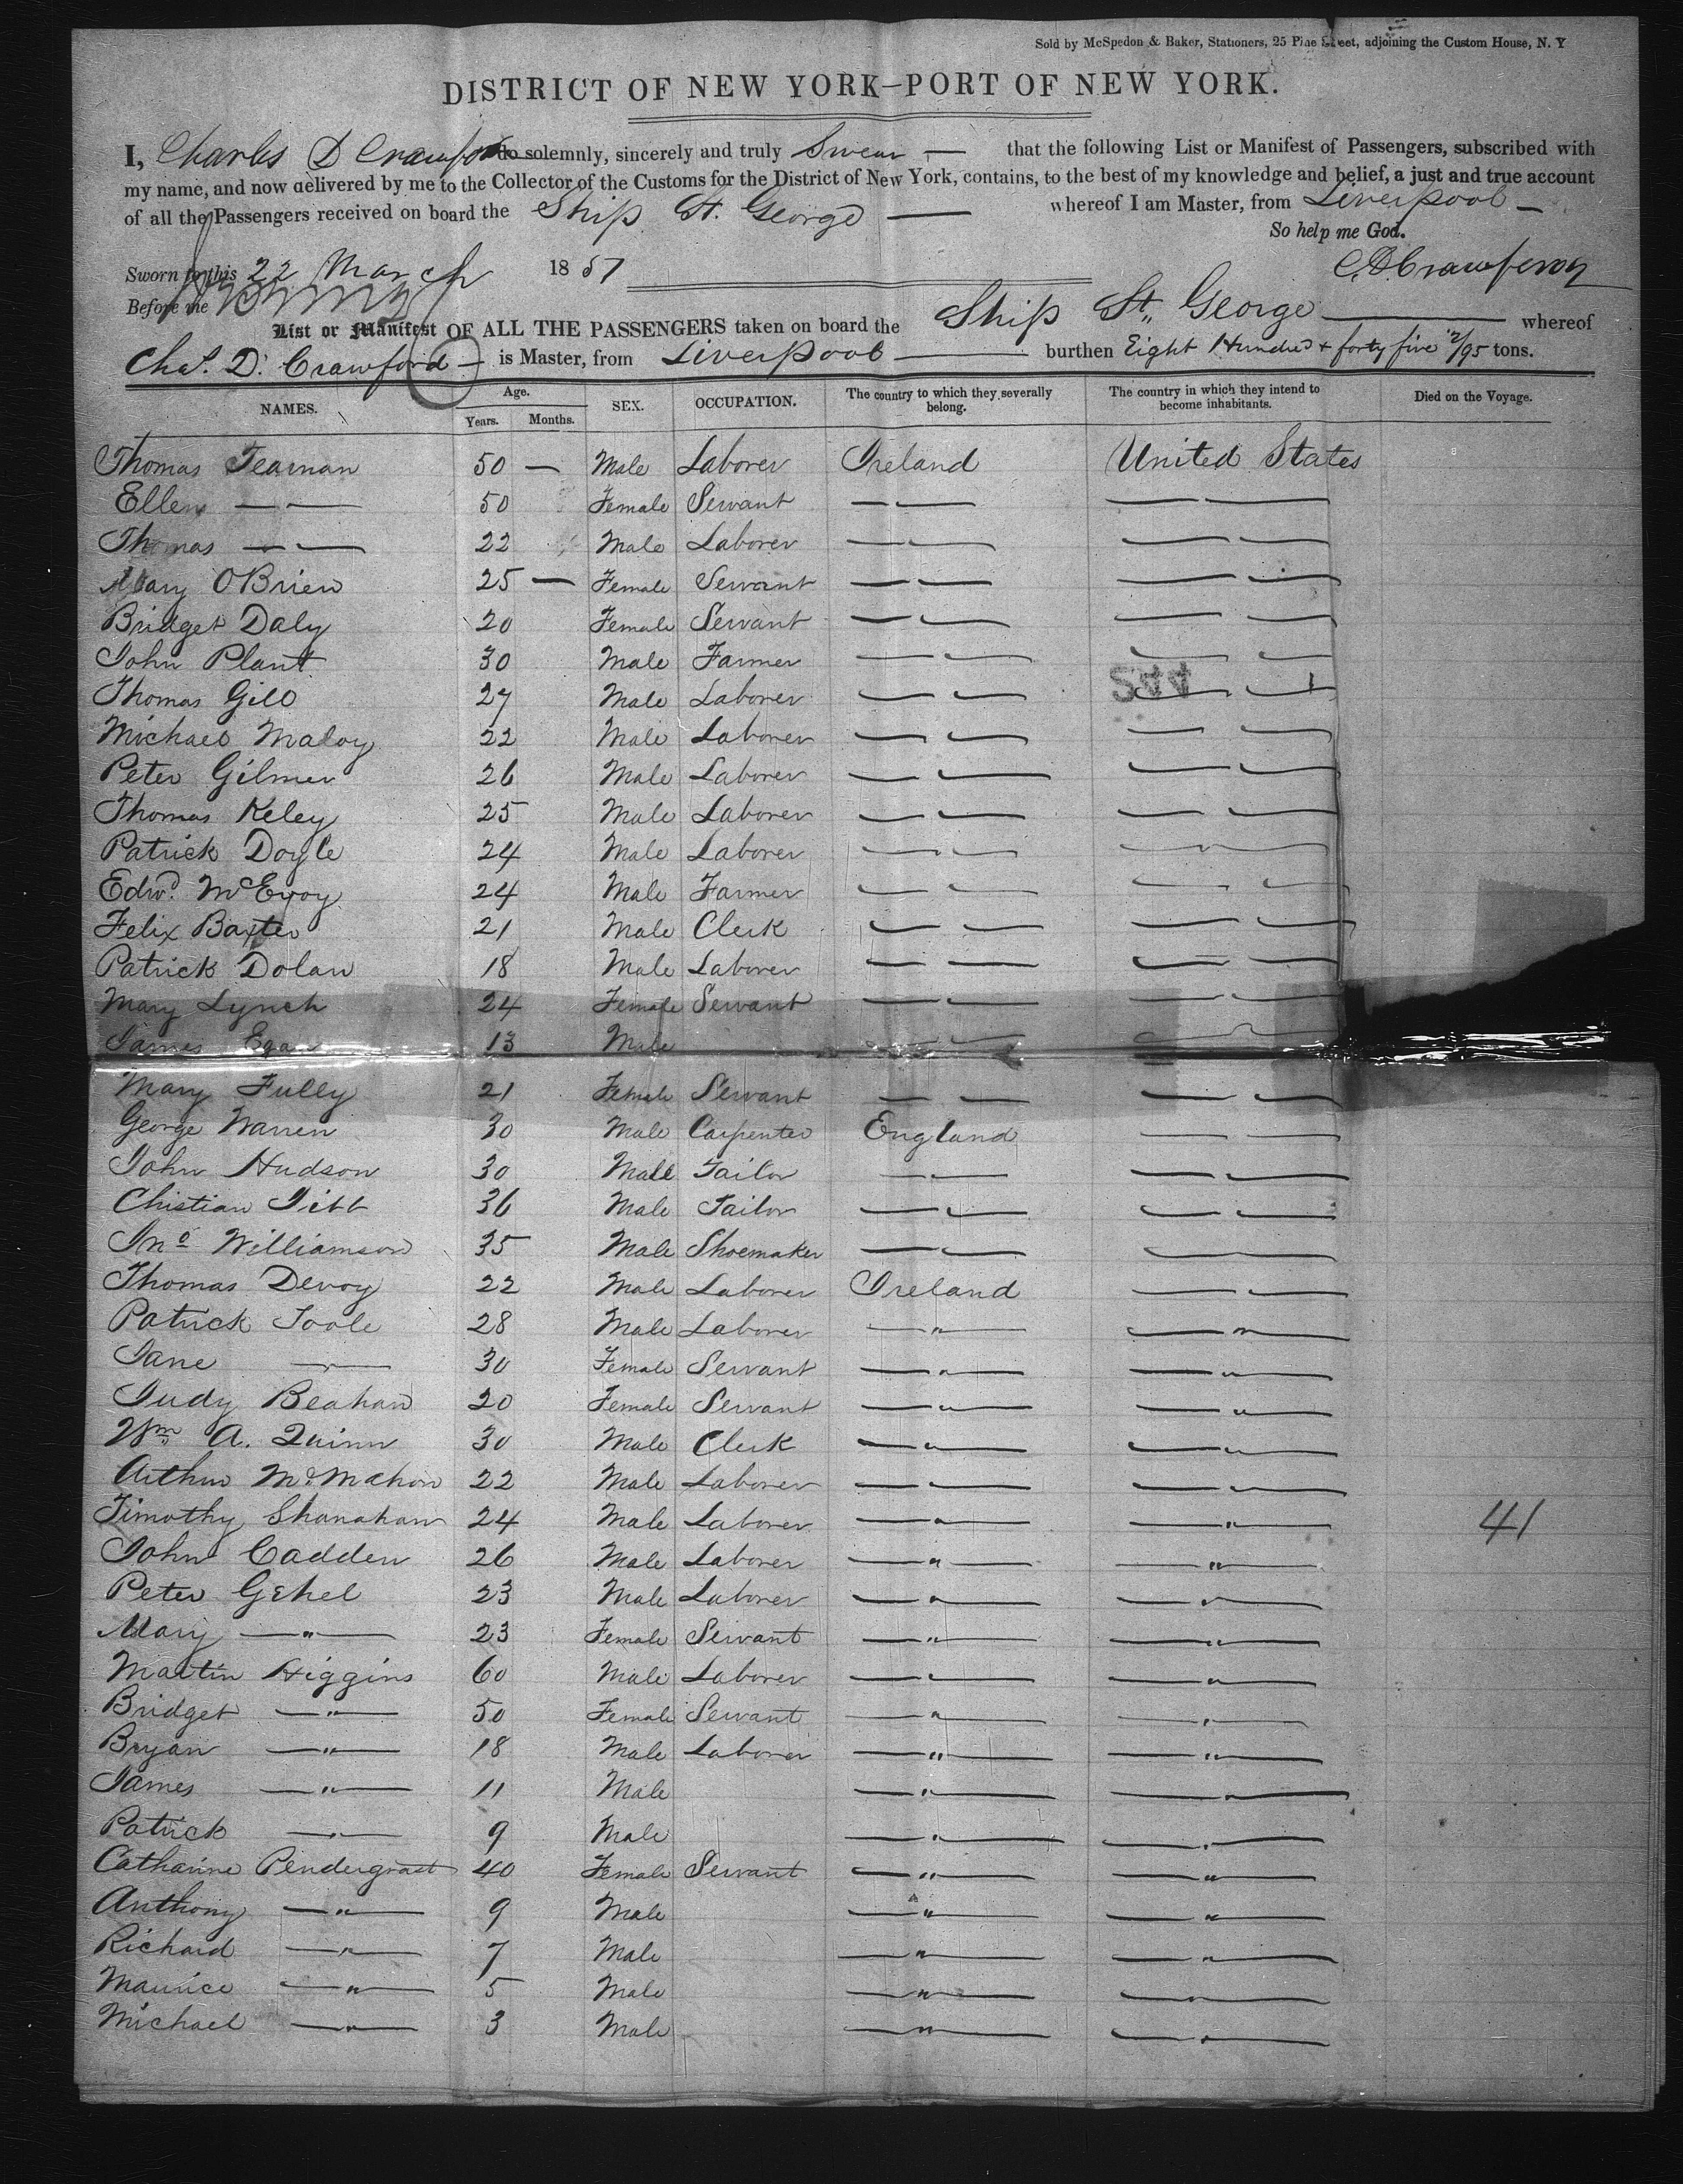 Sold by McSpedon & Baker, Stationers, 25 Pine Street, adjoining the Custom House, N. Y
DISTRICT OF NEW YORK–PORT OF NEW YORK.
I, Charles D Crawford do solemnly, sincerely and truly Swear — that the following List or Manifest of Passengers, subscribed with
my name, and now delivered by me to the Collector of the Customs for the District of New York, contains, to the best of my knowledge and belief, a just and true account
of all the Passengers received on board the Ship St. George — whereof I am Master, from Liverpool —
So help me God.
Sworn to this 22 March 1851 C.D. Crawford
Before me
List or Manifest OF ALL THE PASSENGERS taken on board the Ship St. George — whereof
Chas. D. Crawford — is Master, from Liverpool — burthen Eight Hundred & forty five 12/95 tons.
NAMES. Age. Years. Months. SEX. OCCUPATION. The country to which they severally belong. The country in which they intend to become inhabitants. Died on the Voyage.
Thomas 50 — Male Laborer Ireland United States
Ellen — — 50 Female Servant — — — —
Thomas — — 22 Male Laborer — — — —
Mary OBrien 25 — Female Servant — — — —
Bridget Daly 20 Female Servant — — — —
John Plant 30 Male Farmer — — — —
Thomas Gill 27 Male Laborer — — — —
Michael Maloy 22 Male Laborer — — — —
Peter Gilmer 26 Male Laborer — — — —
Thomas Keley 25 Male Laborer — — — —
Patrick Doyle 24 Male Laborer — — — —
Edwd. McEvoy 24 Male Farmer — — — —
Felix Baxter 21 Male Clerk — — — —
Patrick Dolan 18 Male Laborer — — — —
Mary Lynch 24 Female Servant — — — —
James Egan 13 Male — — — —
Mary Fully 21 Female Servant — — — —
George Warren 30 Male Carpenter England — —
John Hudson 30 Male Tailor — — — —
Chistian 36 Male Tailor — — — —
Jno Williamson 35 Male Shoemaker — — — —
Thomas Devoy 22 Male Laborer Ireland — —
Patrick Toole 28 Male Laborer — " — — " —
Jane — " — 30 Female Servant — " — — " —
Judy Beahan 20 Female Servant — " — — " —
Wm A. Quinn 30 Male Clerk — " — — " —
Arthur McMahon 22 Male Laborer — " — — " —
Timothy Shanahan 24 Male Laborer — " — — " — 41
John Cadden 26 Male Laborer — " — — " —
Peter Gehel 23 Male Laborer — " — — " —
Mary — " — 23 Female Servant — " — — " —
Martin Higgins 60 Male Laborer — " — — " —
Bridget — " — 50 Female Servant — " — — " —
Bryan — " — 18 Male Laborer — " — — " —
James — " — 11 Male — " — — " —
Patrick — " — 9 Male — " — — " —
Catharine Pendergrast 40 Female Servant — " — — " —
Anthony — " — 9 Male — " — — " —
Richard — " — 7 Male — " — — " —
Maurice — " — 5 Male — " — — " —
Michael — " — 3 Male — " — — " —